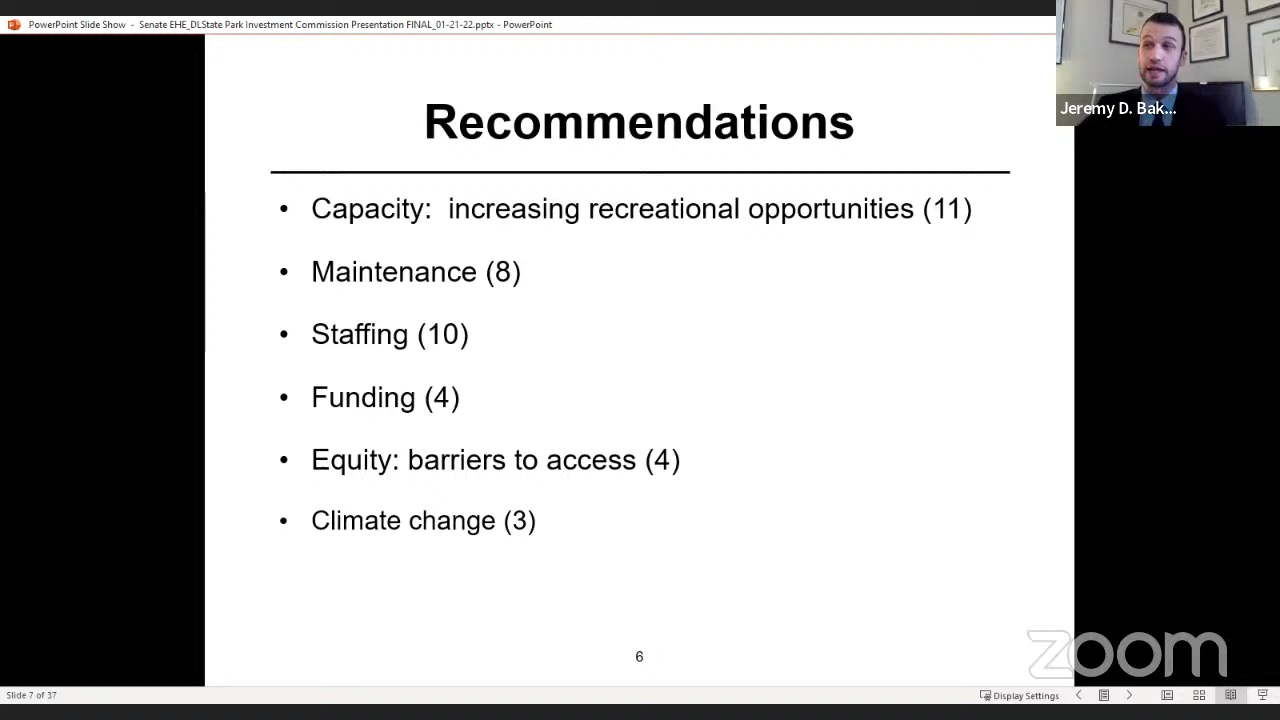 PowerPoint Slide Show - Senate EHE_DLState Park Investment Commission Presentation FINAL_01-21-22.pptx - PowerPoint
Jeremy D. Bak...
Recommendations
• Capacity: increasing recreational opportunities (11)
• Maintenance (8)
• Staffing (10)
• Funding (4)
• Equity: barriers to access (4)
• Climate change (3)
6
zoom
Slide 7 of 37
Display Settings